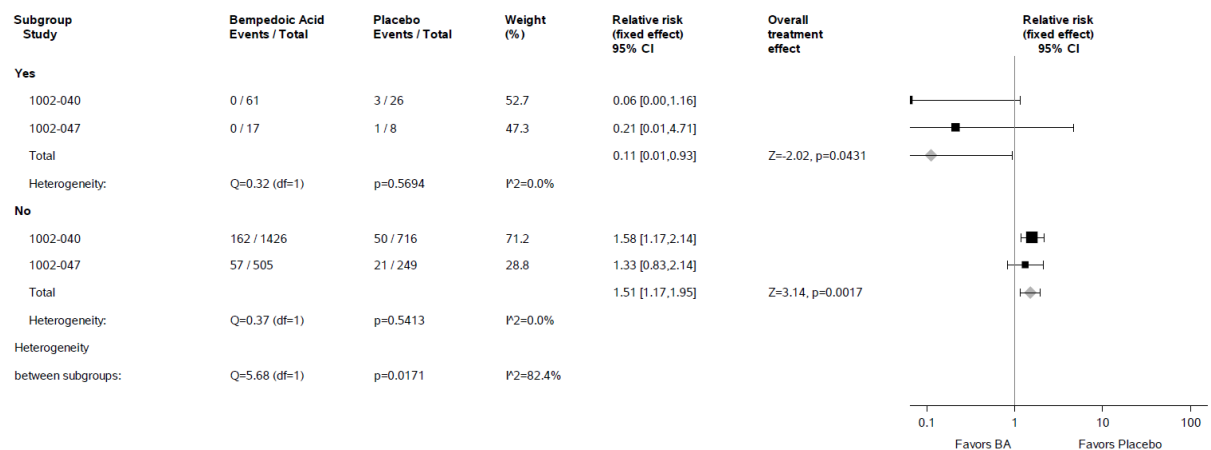 Subgroup Bempedoic Acid Placebo Weight Relative risk Overall Relative risk
Study Events / Total Events / Total (%) (fixed effect) treatment (fixed effect)
95% CI effect 95% CI
Yes
1002-040 0 / 61 3 / 26 52.7 0.06 [0.00,1.16]
1002-047 0 / 17 1 / 8 47.3 0.21 [0.01,4.71]
Total 0.11 [0.01,0.93] Z=-2.02, p=0.0431
Heterogeneity: Q=0.32 (df=1) p=0.5694 I^2=0.0%
No
1002-040 162 / 1426 50 / 716 71.2 1.58 [1.17,2.14]
1002-047 57 / 505 21 / 249 28.8 1.33 [0.83,2.14]
Total 1.51 [1.17,1.95] Z=3.14, p=0.0017
Heterogeneity: Q=0.37 (df=1) p=0.5413 I^2=0.0%
Heterogeneity
between subgroups: Q=5.68 (df=1) p=0.0171 I^2=82.4%
0.1 1 10 100
Favors BA Favors Placebo